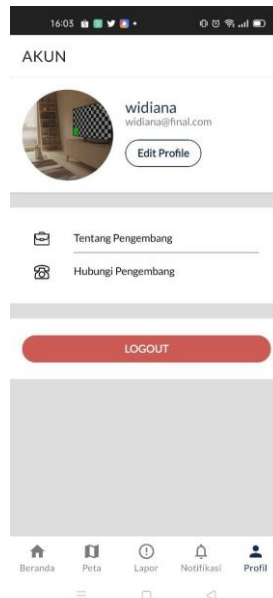 16:03
AKUN
widiana
widiana@final.com
Edit Profile
Tentang Pengembang
Hubungi Pengembang
LOGOUT
Beranda Peta Lapor Notifikasi Profil